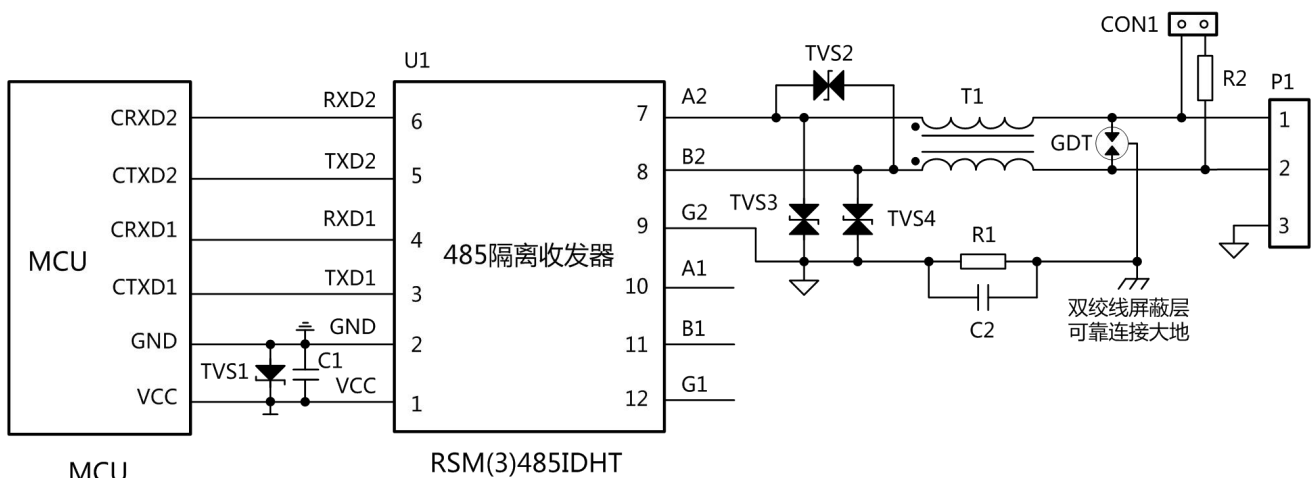 CON1
U1
TVS2
R2
P1
CRXD2
RXD2
6
7
A2
T1
1
GDT
CTXD2
TXD2
5
8
B2
2
CRXD1
RXD1
4
9
G2
TVS3
TVS4
3
MCU
485隔离收发器
R1
CTXD1
TXD1
3
10
A1
C2
双绞线屏蔽层
可靠连接大地
GND
GND
2
11
B1
TVS1
C1
VCC
VCC
1
12
G1
MCU
RSM(3)485IDHT